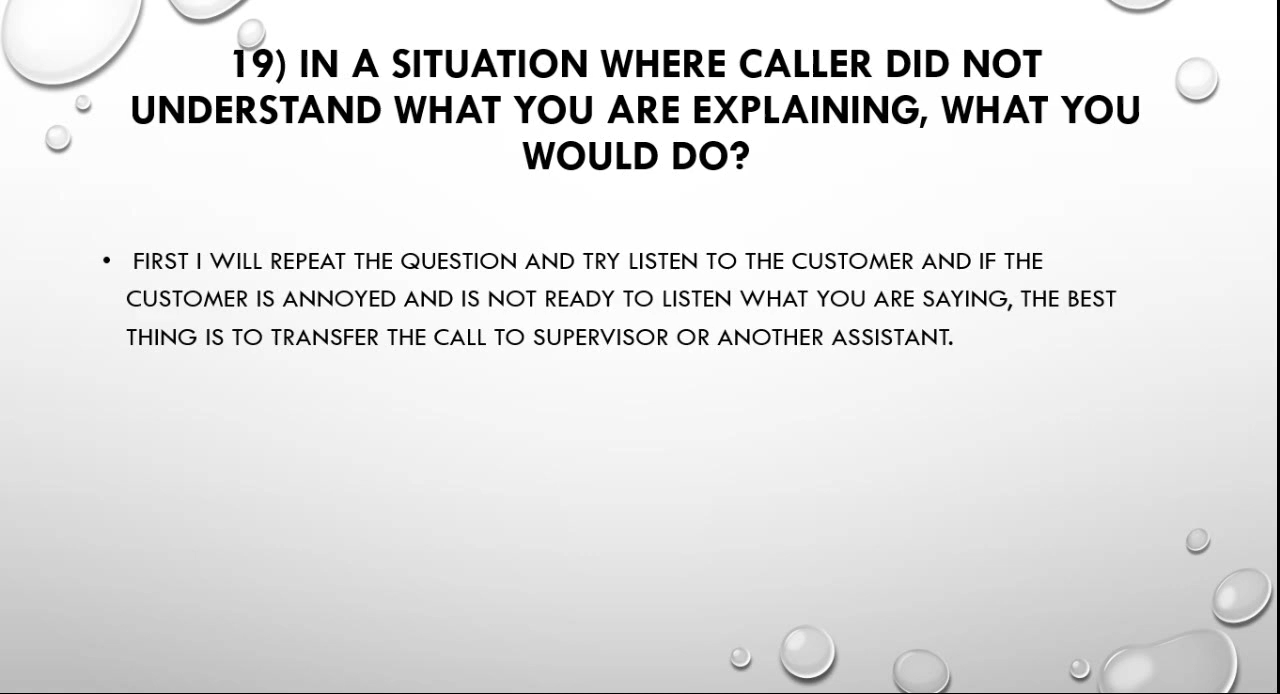 19) IN A SITUATION WHERE CALLER DID NOT
UNDERSTAND WHAT YOU ARE EXPLAINING, WHAT YOU
WOULD DO?
• FIRST I WILL REPEAT THE QUESTION AND TRY LISTEN TO THE CUSTOMER AND IF THE
CUSTOMER IS ANNOYED AND IS NOT READY TO LISTEN WHAT YOU ARE SAYING, THE BEST
THING IS TO TRANSFER THE CALL TO SUPERVISOR OR ANOTHER ASSISTANT.